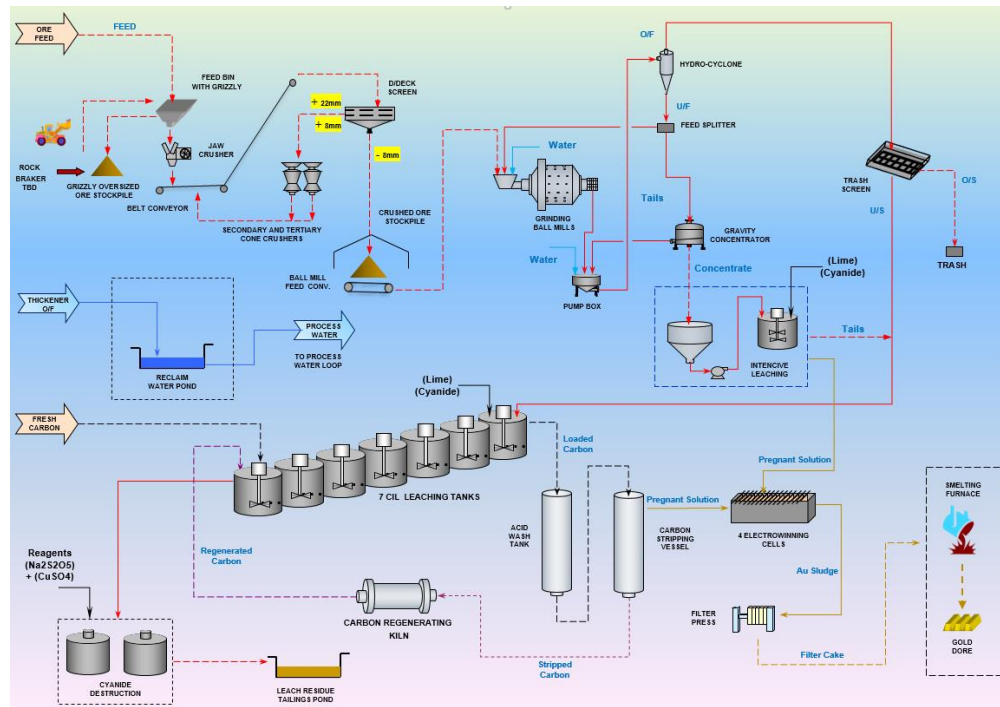 ORE
FEED
FEED
FEED BIN
WITH GRIZZLY
D/DECK
SCREEN
+ 22mm
+ 8mm
- 8mm
JAW
CRUSHER
ROCK
BRAKER
TBD
GRIZZLY OVERSIZED
ORE STOCKPILE
BELT CONVEYOR
SECONDARY AND TERTIARY
CONE CRUSHERS
CRUSHED ORE
STOCKPILE
BALL MILL
FEED CONV.
O/F
HYDRO-CYCLONE
U/F
FEED SPLITTER
Water
GRINDING
BALL MILLS
Tails
GRAVITY
CONCENTRATOR
Water
PUMP BOX
Concentrate
TRASH
SCREEN
O/S
U/S
TRASH
(Lime)
(Cyanide)
INTENCIVE
LEACHING
Tails
THICKENER
O/F
PROCESS
WATER
TO PROCESS
WATER LOOP
RECLAIM
WATER POND
FRESH
CARBON
(Lime)
(Cyanide)
7 CIL LEACHING TANKS
Loaded
Carbon
ACID
WASH
TANK
Pregnant Solution
CARBON
STRIPPING
VESSEL
Pregnant Solution
4 ELECTROWINNING
CELLS
Au Sludge
FILTER
PRESS
Filter Cake
SMELTING
FURNACE
GOLD
DORE
Regenerated
Carbon
CARBON REGENERATING
KILN
Stripped
Carbon
Reagents
(Na2S2O5)
+ (CuSO4)
CYANIDE
DESTRUCTION
LEACH RESIDUE
TAILINGS POND